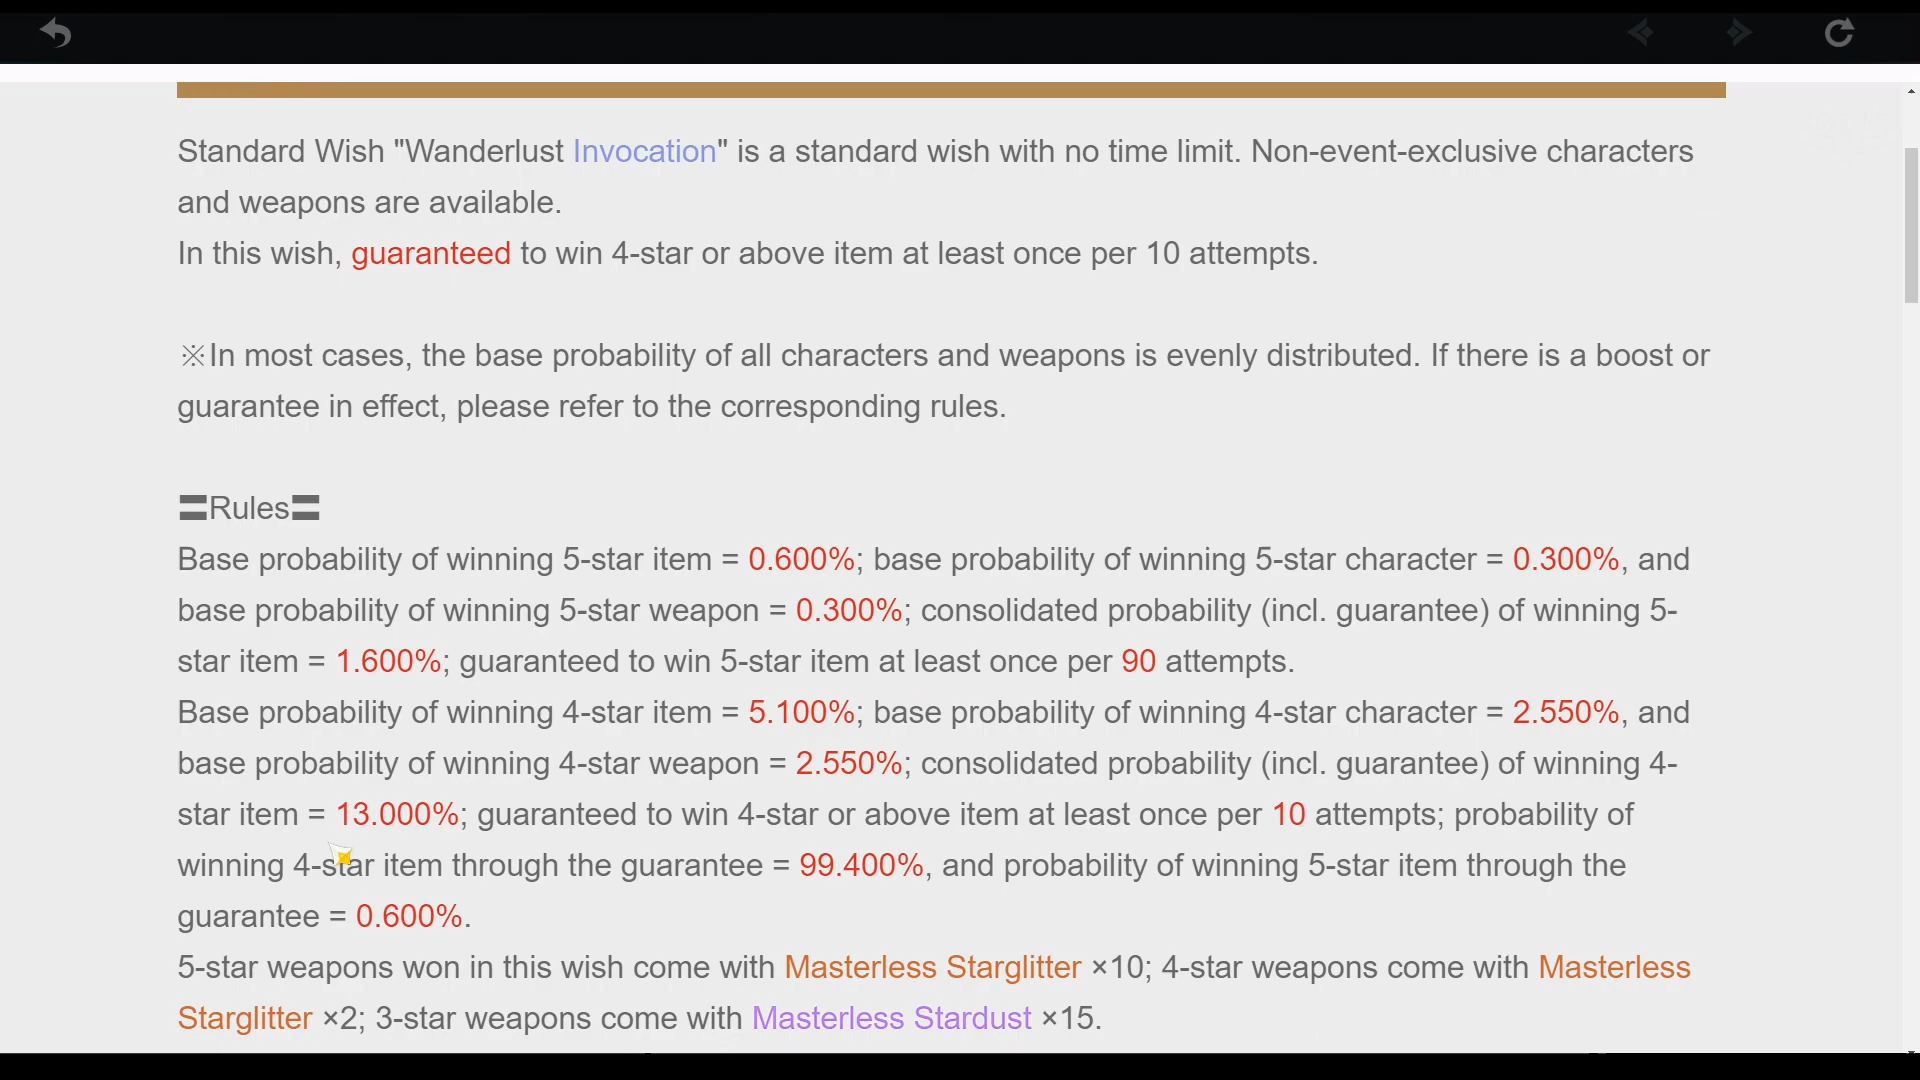 Standard Wish "Wanderlust Invocation" is a standard wish with no time limit. Non-event-exclusive characters
and weapons are available.
In this wish, guaranteed to win 4-star or above item at least once per 10 attempts.
※In most cases, the base probability of all characters and weapons is evenly distributed. If there is a boost or
guarantee in effect, please refer to the corresponding rules.
〓Rules〓
Base probability of winning 5-star item = 0.600%; base probability of winning 5-star character = 0.300%, and
base probability of winning 5-star weapon = 0.300%; consolidated probability (incl. guarantee) of winning 5-
star item = 1.600%; guaranteed to win 5-star item at least once per 90 attempts.
Base probability of winning 4-star item = 5.100%; base probability of winning 4-star character = 2.550%, and
base probability of winning 4-star weapon = 2.550%; consolidated probability (incl. guarantee) of winning 4-
star item = 13.000%; guaranteed to win 4-star or above item at least once per 10 attempts; probability of
winning 4-star item through the guarantee = 99.400%, and probability of winning 5-star item through the
guarantee = 0.600%.
5-star weapons won in this wish come with Masterless Starglitter ×10; 4-star weapons come with Masterless
Starglitter ×2; 3-star weapons come with Masterless Stardust ×15.